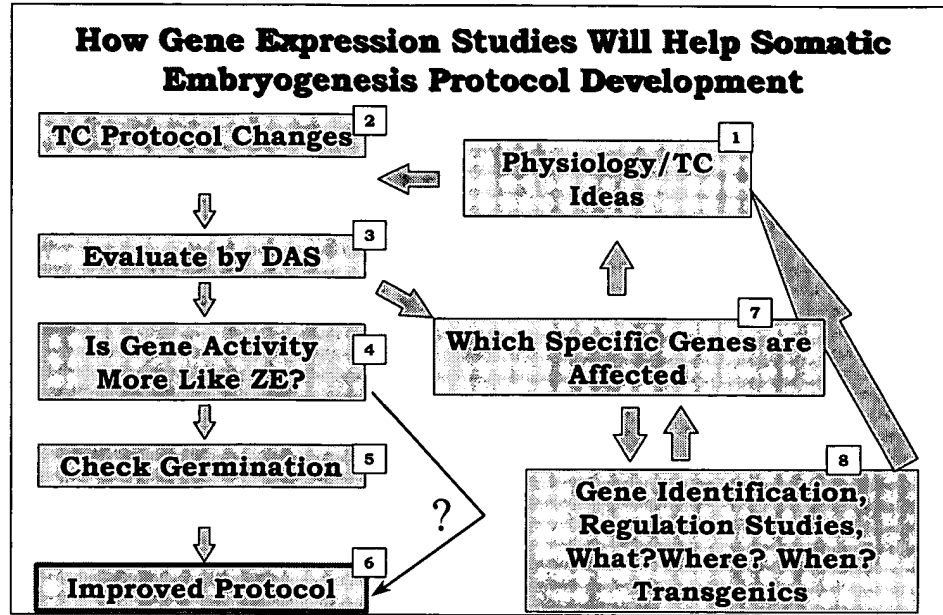 How Gene Expression Studies Will Help Somatic
Embryogenesis Protocol Development
2
TC Protocol Changes
1
Physiology/TC
Ideas
3
Evaluate by DAS
4
Is Gene Activity
More Like ZE?
7
Which Specific Genes are
Affected
5
Check Germination
8
Gene Identification,
Regulation Studies,
What?Where? When?
Transgenics
?
6
Improved Protocol